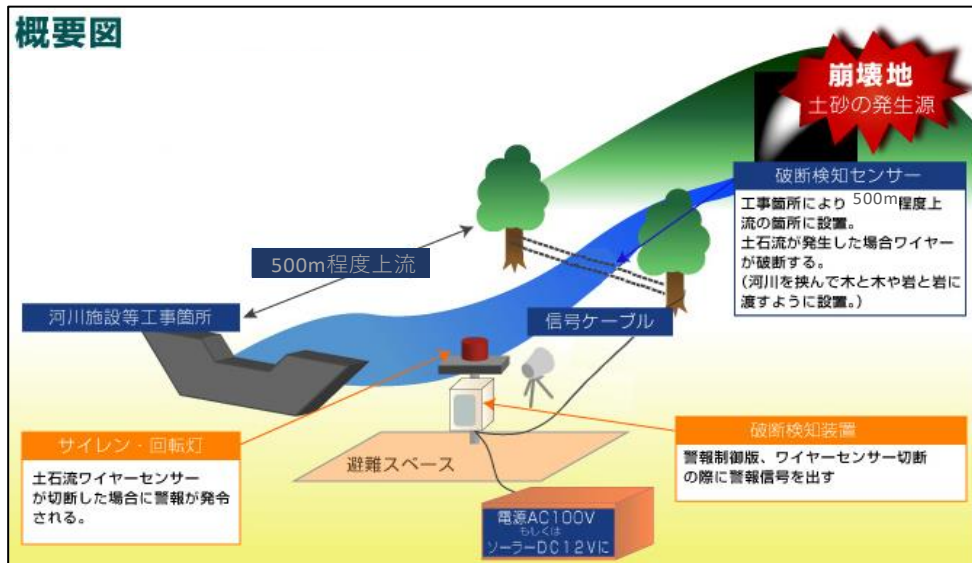 概要図
崩壊地
土砂の発生源
破断検知センサー
工事箇所により 500m程度上
流の箇所に設置。
土石流が発生した場合ワイヤー
が破断する。
(河川を挟んで木と木や岩と岩に
渡すように設置。)
500m程度上流
河川施設等工事箇所
信号ケーブル
サイレン・回転灯
土石流ワイヤーセンサー
が切断した場合に警報が発令
される。
避難スペース
破断検知装置
警報制御版、ワイヤーセンサー切断
の際に警報信号を出す
電源AC100V
もしくは
ソーラーDC12Vに